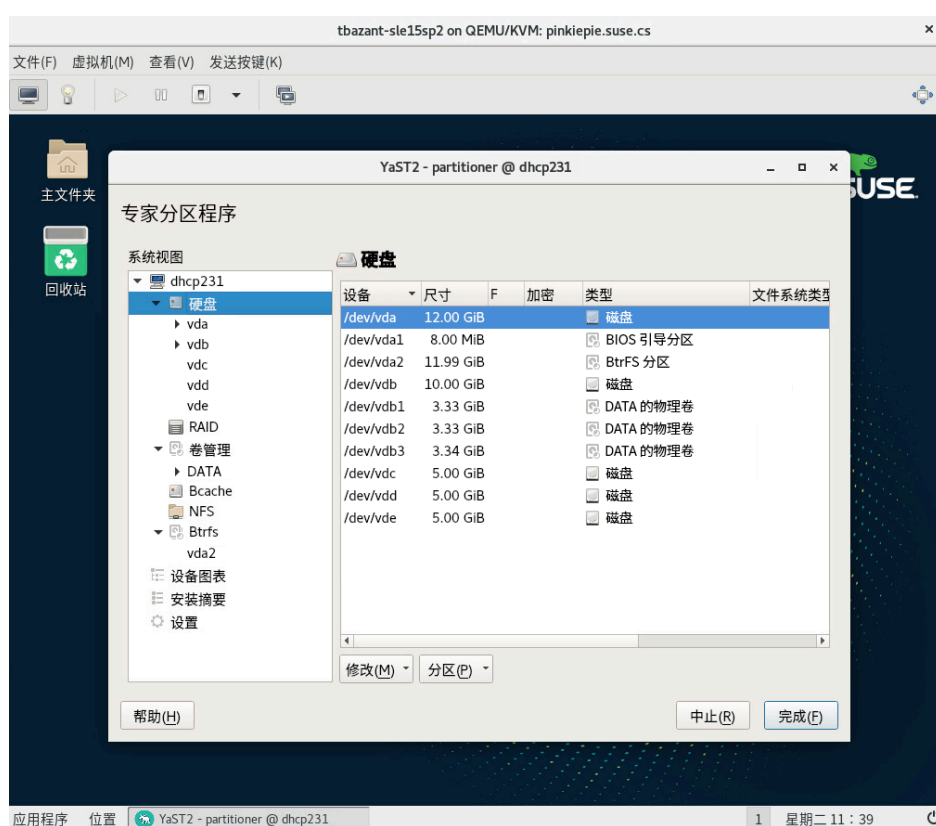 tbazant-sle15sp2 on QEMU/KVM: pinkiepie.suse.cs
文件(F) 虚拟机(M) 查看(V) 发送按键(K)
主文件夹
回收站
USE.
YaST2 - partitioner @ dhcp231
专家分区程序
系统视图
dhcp231
硬盘
vda
vdb
vdc
vdd
vde
RAID
卷管理
DATA
Bcache
NFS
Btrfs
vda2
设备图表
安装摘要
设置
硬盘
设备 尺寸 F 加密 类型 文件系统类型
/dev/vda 12.00 GiB 磁盘
/dev/vda1 8.00 MiB BIOS 引导分区
/dev/vda2 11.99 GiB BtrFS 分区
/dev/vdb 10.00 GiB 磁盘
/dev/vdb1 3.33 GiB DATA 的物理卷
/dev/vdb2 3.33 GiB DATA 的物理卷
/dev/vdb3 3.34 GiB DATA 的物理卷
/dev/vdc 5.00 GiB 磁盘
/dev/vdd 5.00 GiB 磁盘
/dev/vde 5.00 GiB 磁盘
修改(M) 分区(P)
帮助(H) 中止(R) 完成(F)
应用程序 位置 YaST2 - partitioner @ dhcp231 1 星期二 11：39